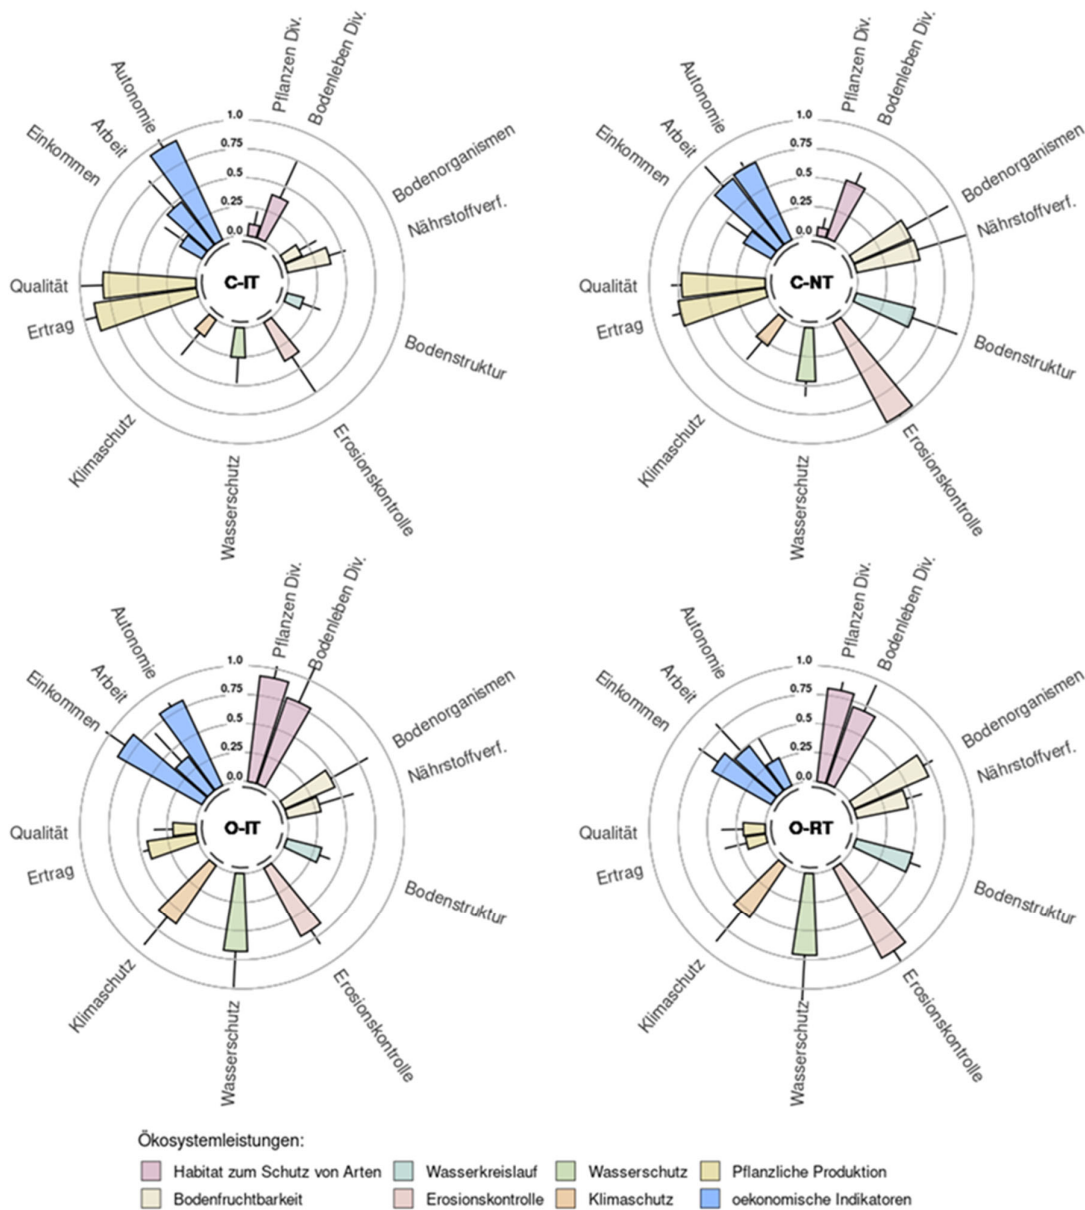 Pflanzen Div.
Bodenleben Div.
Bodenorganismen
Nährstoffverf.
Bodenstruktur
Erosionskontrolle
Wasserschutz
Klimaschutz
Ertrag
Qualität
Einkommen
Arbeit
Autonomie
1.0
0.75
0.5
0.25
0.0
C-IT
Pflanzen Div.
Bodenleben Div.
Bodenorganismen
Nährstoffverf.
Bodenstruktur
Erosionskontrolle
Wasserschutz
Klimaschutz
Ertrag
Qualität
Einkommen
Arbeit
Autonomie
1.0
0.75
0.5
0.25
0.0
C-NT
Pflanzen Div.
Bodenleben Div.
Bodenorganismen
Nährstoffverf.
Bodenstruktur
Erosionskontrolle
Wasserschutz
Klimaschutz
Ertrag
Qualität
Einkommen
Arbeit
Autonomie
1.0
0.75
0.5
0.25
0.0
O-IT
Pflanzen Div.
Bodenleben Div.
Bodenorganismen
Nährstoffverf.
Bodenstruktur
Erosionskontrolle
Wasserschutz
Klimaschutz
Ertrag
Qualität
Einkommen
Arbeit
Autonomie
1.0
0.75
0.5
0.25
0.0
O-RT
Ökosystemleistungen:
Habitat zum Schutz von Arten
Wasserkreislauf
Wasserschutz
Pflanzliche Produktion
Bodenfruchtbarkeit
Erosionskontrolle
Klimaschutz
oekonomische Indikatoren